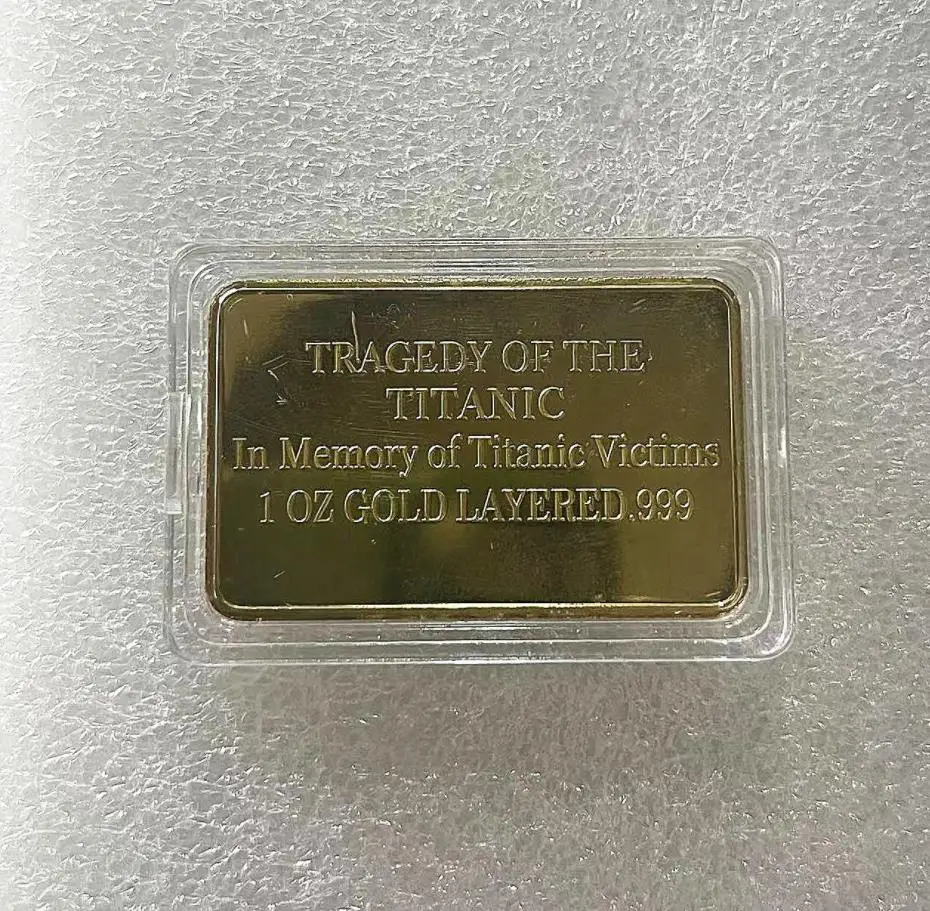 TRAGEDY OF THE
TITANIC
In Memory of Titanic Victims
1 OZ GOLD LAYERED.999